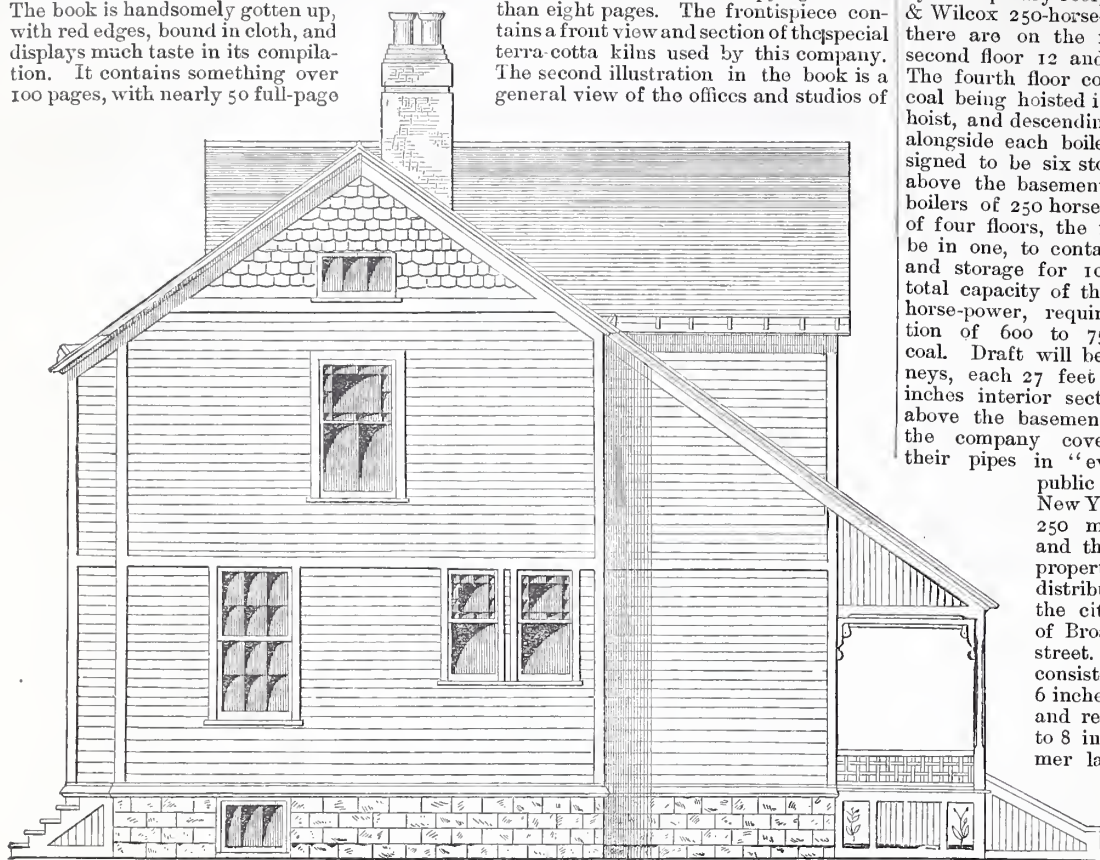 The book is handsomely gotten up,
with red edges, bound in cloth, and
displays much taste in its compila-
tion. It contains something over
100 pages, with nearly 50 full-page
than eight pages. The frontispiece con-
tains a front view and section of the special
terra-cotta kilns used by this company.
The second illustration in the book is a
general view of the offices and studios of
& Wilcox 250-horse-
there are on the
second floor 12 and
The fourth floor co
coal being hoisted i
hoist, and descendin
alongside each boile
signed to be six sto
above the basement
boilers of 250 horse
of four floors, the
be in one, to conta
and storage for 10
total capacity of th
horse-power, requir
tion of 600 to 75
coal. Draft will be
neys, each 27 feet
inches interior sect
above the basemen
the company cove
their pipes in “ev
public
New Y
250 m
and th
propert
distribu
the cit
of Bro
street.
consist
6 inche
and re
to 8 in
mer la